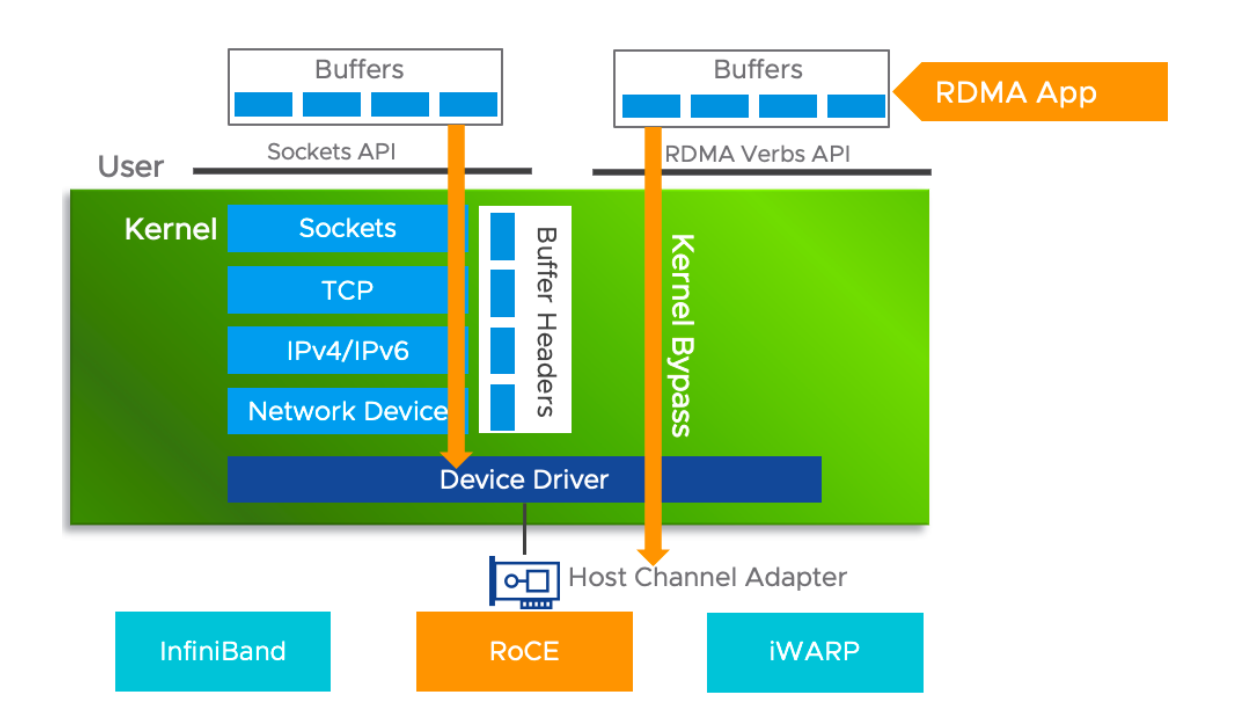 Buffers
Buffers
RDMA App
Sockets API
RDMA Verbs API
User
Kernel
Sockets
TCP
IPv4/IPv6
Network Device
Buffer Headers
Kernel Bypass
Device Driver
Host Channel Adapter
InfiniBand
RoCE
iWARP